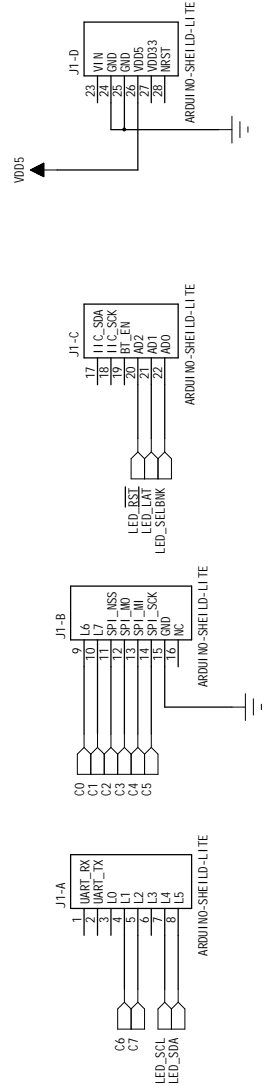 J1-A
1 UART_RX
2 UART_TX
3 L0
C6 4 L1
C7 5 L2
6 L3
LED_SCL 7 L4
LED_SDA 8 L5
ARDUINO-SHEILD-LITE
J1-B
C0 9 L6
C1 10 L7
C2 11 SPI_NSS
C3 12 SPI_MO
C4 13 SPI_MI
C5 14 SPI_SCK
15 GND
16 NC
ARDUINO-SHEILD-LITE
J1-C
17 IIC_SDA
18 IIC_SCK
19 BT_EN
LED_RST 20 AD2
LED_LAT 21 AD1
LED_SELBNK 22 AD0
ARDUINO-SHEILD-LITE
VDD5
J1-D
23 VIN
24 GND
25 GND
26 VDD5
27 VDD33
28 NRST
ARDUINO-SHEILD-LITE